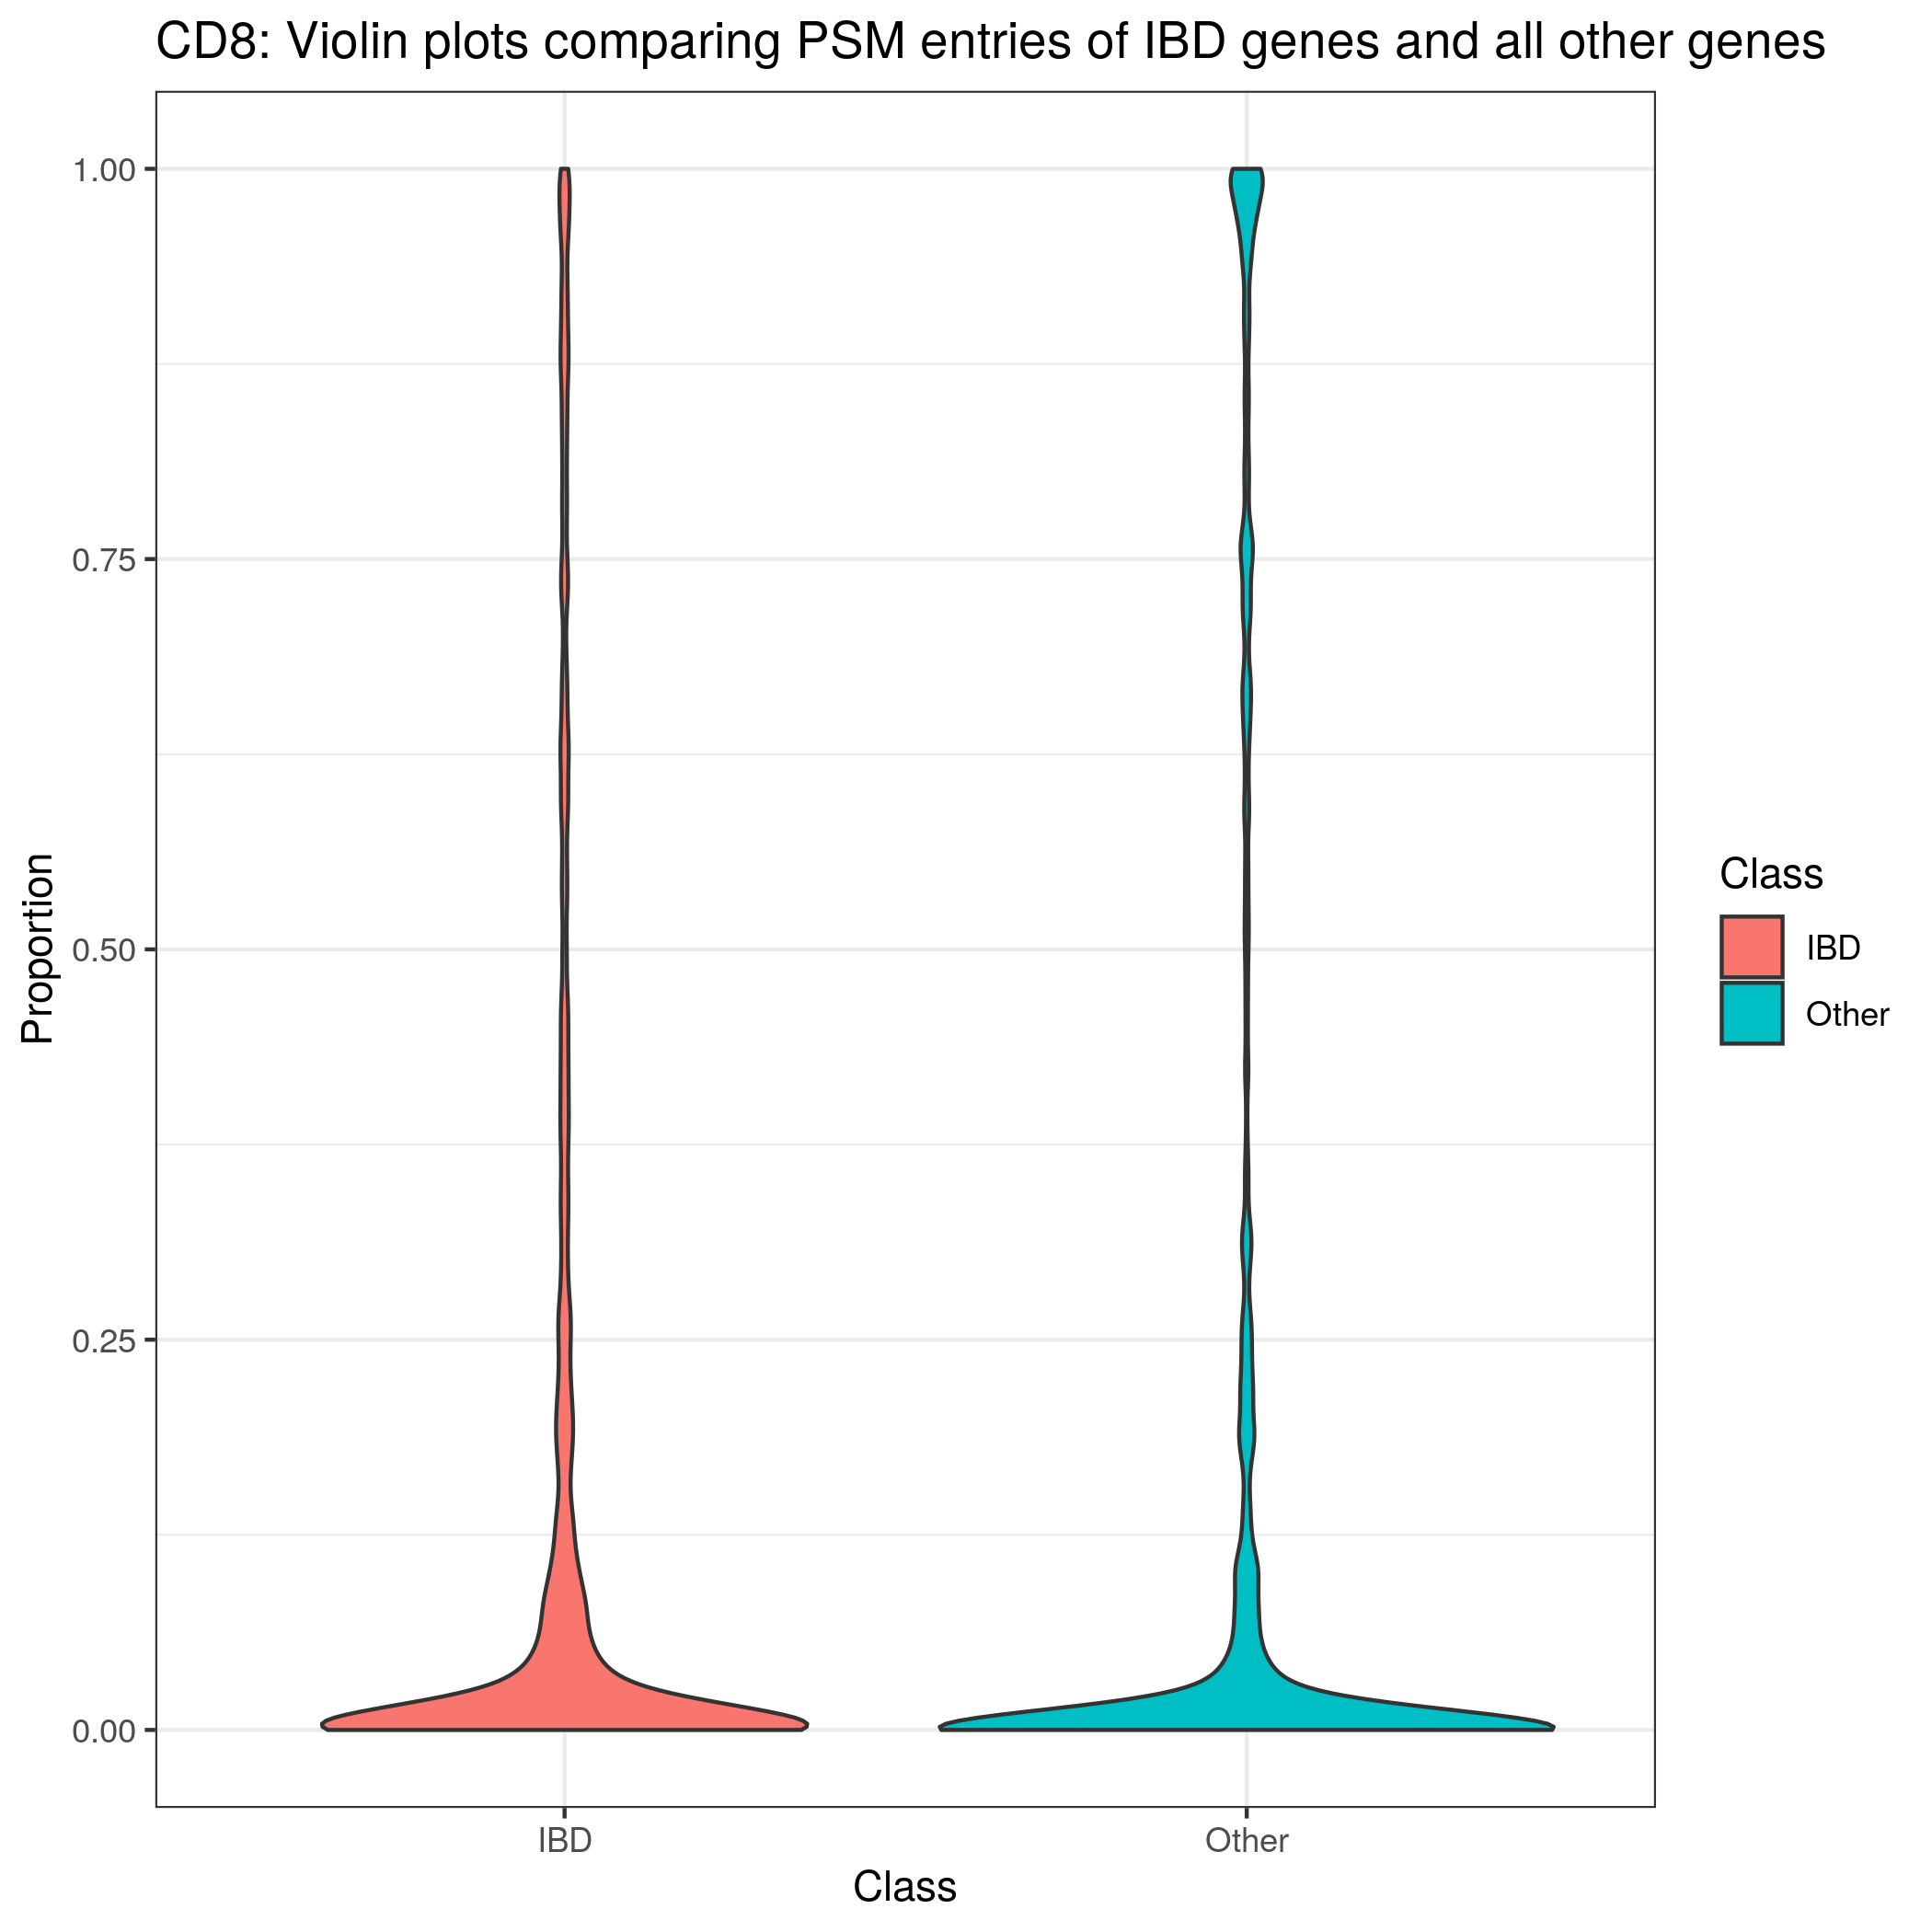 CD8: Violin plots comparing PSM entries of IBD genes and all other genes
1.00
0.75
0.50
0.25
0.00
Proportion
IBD
Other
Class
Class
IBD
Other